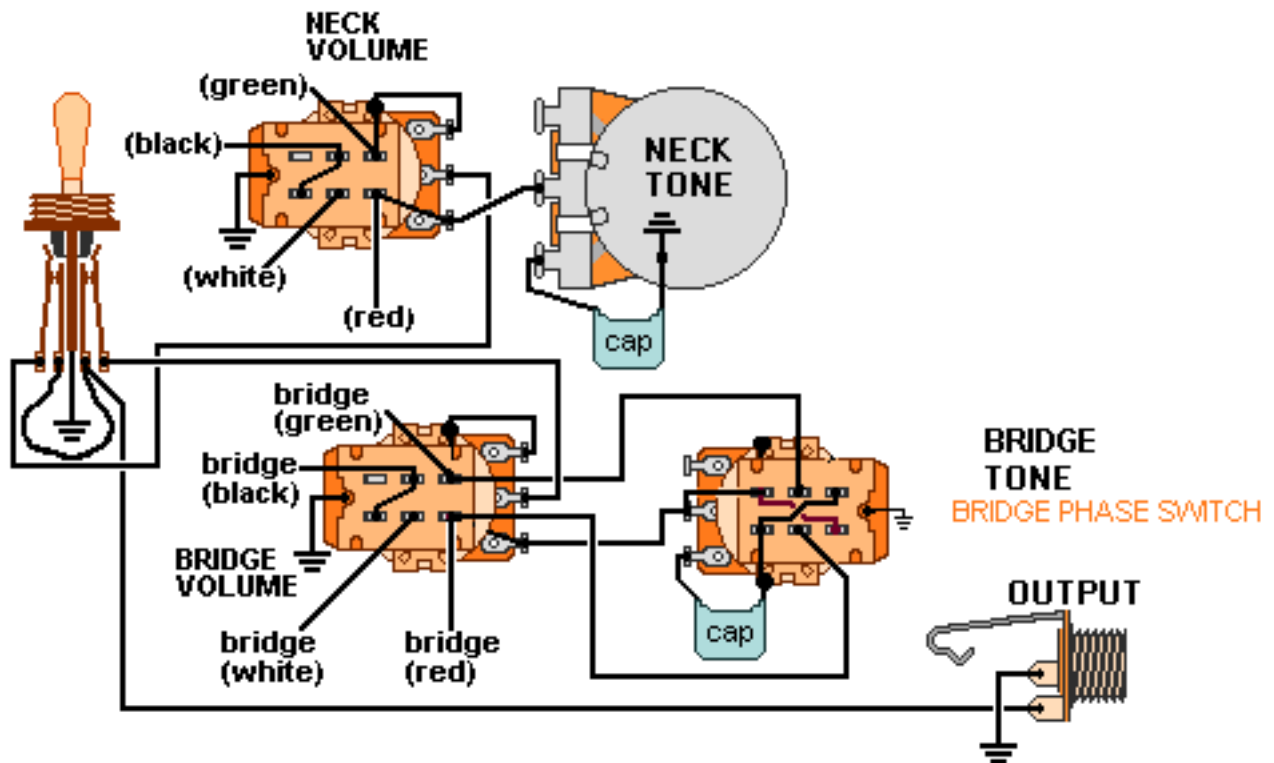 NECK
VOLUME
(green)
(black)
(white)
(red)
NECK
TONE
cap
bridge
(green)
bridge
(black)
BRIDGE
VOLUME
bridge
(white)
bridge
(red)
cap
BRIDGE
TONE
BRIDGE PHASE SWITCH
OUTPUT